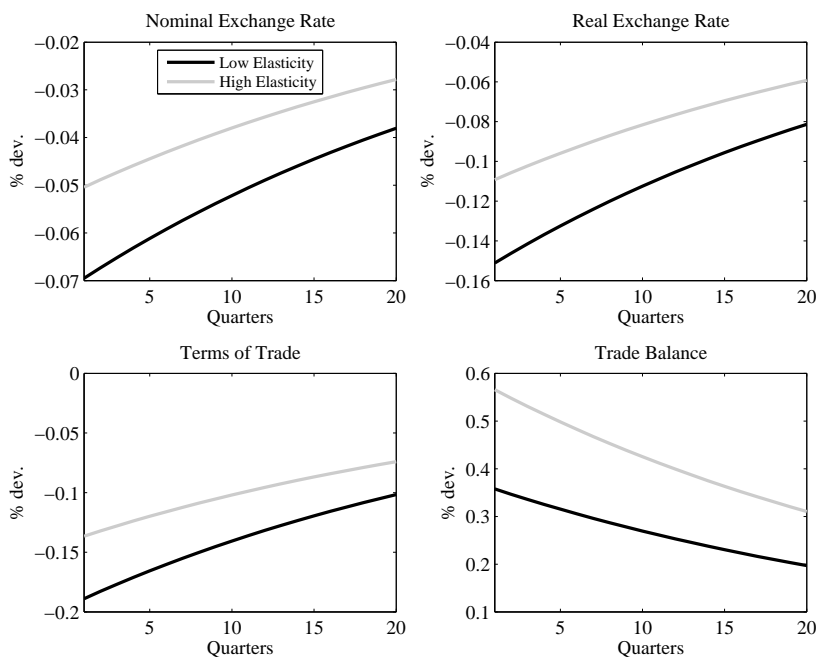 Nominal Exchange Rate
−0.02
−0.03
−0.04
−0.05
−0.06
−0.07
% dev.
Low Elasticity
High Elasticity
5
10
15
20
Quarters
Real Exchange Rate
−0.04
−0.06
−0.08
−0.1
−0.12
−0.14
−0.16
% dev.
5
10
15
20
Quarters
Terms of Trade
0
−0.05
−0.1
−0.15
−0.2
% dev.
5
10
15
20
Quarters
Trade Balance
0.6
0.5
0.4
0.3
0.2
0.1
% dev.
5
10
15
20
Quarters